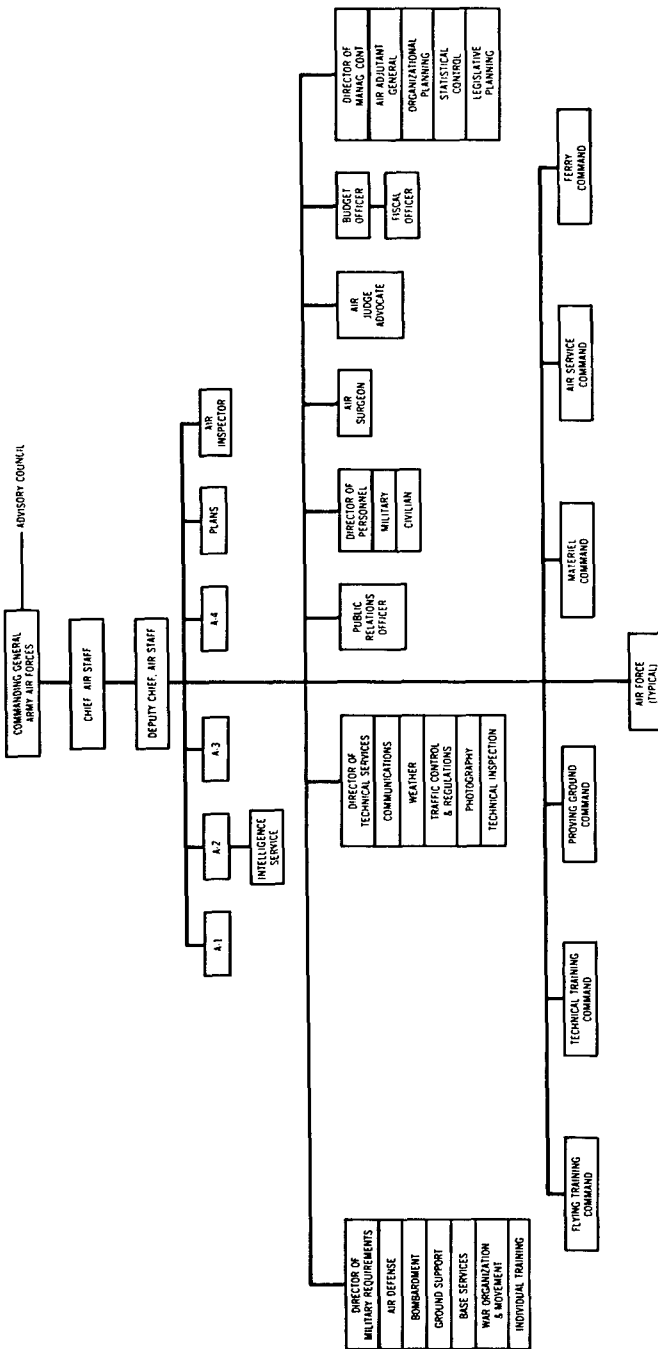 COMMANDING GENERAL
ARMY AIR FORCES
ADVISORY COUNCIL
CHIEF AIR STAFF
DEPUTY CHIEF, AIR STAFF
A-1
A-2
INTELLIGENCE
SERVICE
A-3
A-4
PLANS
AIR
INSPECTOR
DIRECTOR OF
MILITARY REQUIREMENTS
AIR DEFENSE
BOMBARDMENT
GROUND SUPPORT
BASE SERVICES
WAR ORGANIZATION
& MOVEMENT
INDIVIDUAL TRAINING
DIRECTOR OF
TECHNICAL SERVICES
COMMUNICATIONS
WEATHER
TRAFFIC CONTROL
& REGULATIONS
PHOTOGRAPHY
TECHNICAL INSPECTION
PUBLIC
RELATIONS
OFFICER
DIRECTOR OF
PERSONNEL
MILITARY
CIVILIAN
AIR
SURGEON
AIR
JUDGE
ADVOCATE
BUDGET
OFFICER
FISCAL
OFFICER
DIRECTOR OF
MANAG CONT
AIR ADJUTANT
GENERAL
ORGANIZATIONAL
PLANNING
STATISTICAL
CONTROL
LEGISLATIVE
PLANNING
FLYING TRAINING
COMMAND
TECHNICAL TRAINING
COMMAND
PROVING GROUND
COMMAND
MATERIEL
COMMAND
AIR SERVICE
COMMAND
FERRY
COMMAND
AIR FORCE
(TYPICAL)